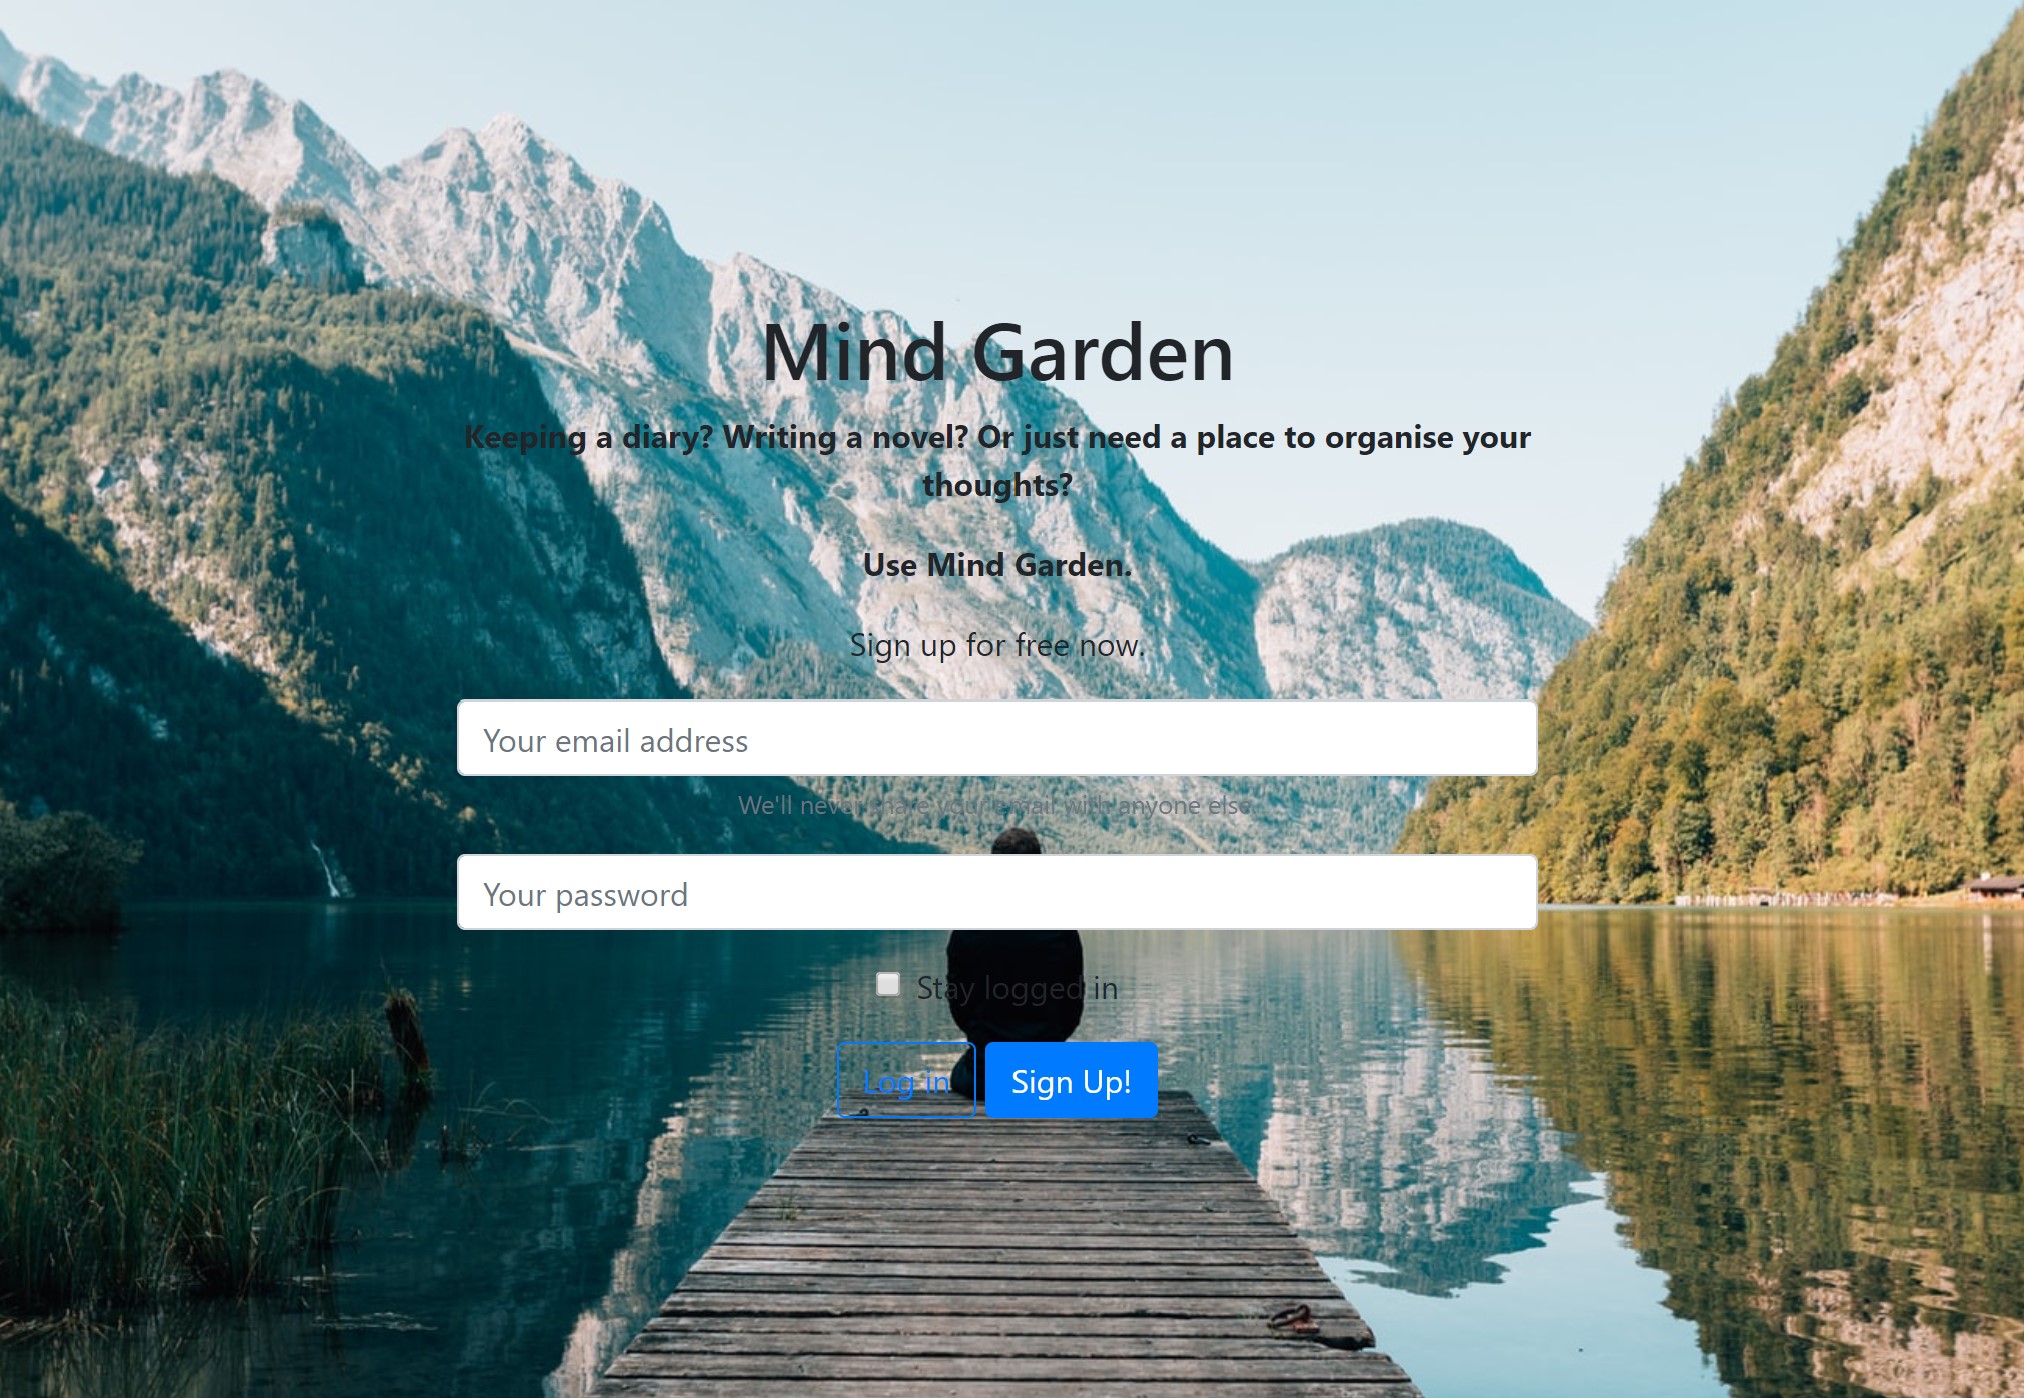 Mind Garden
Keeping a diary? Writing a novel? Or just need a place to organise your
thoughts?
Use Mind Garden.
Sign up for free now.
Your email address
We'll never share your email with anyone else.
Your password
Stay logged in
Log in
Sign Up!